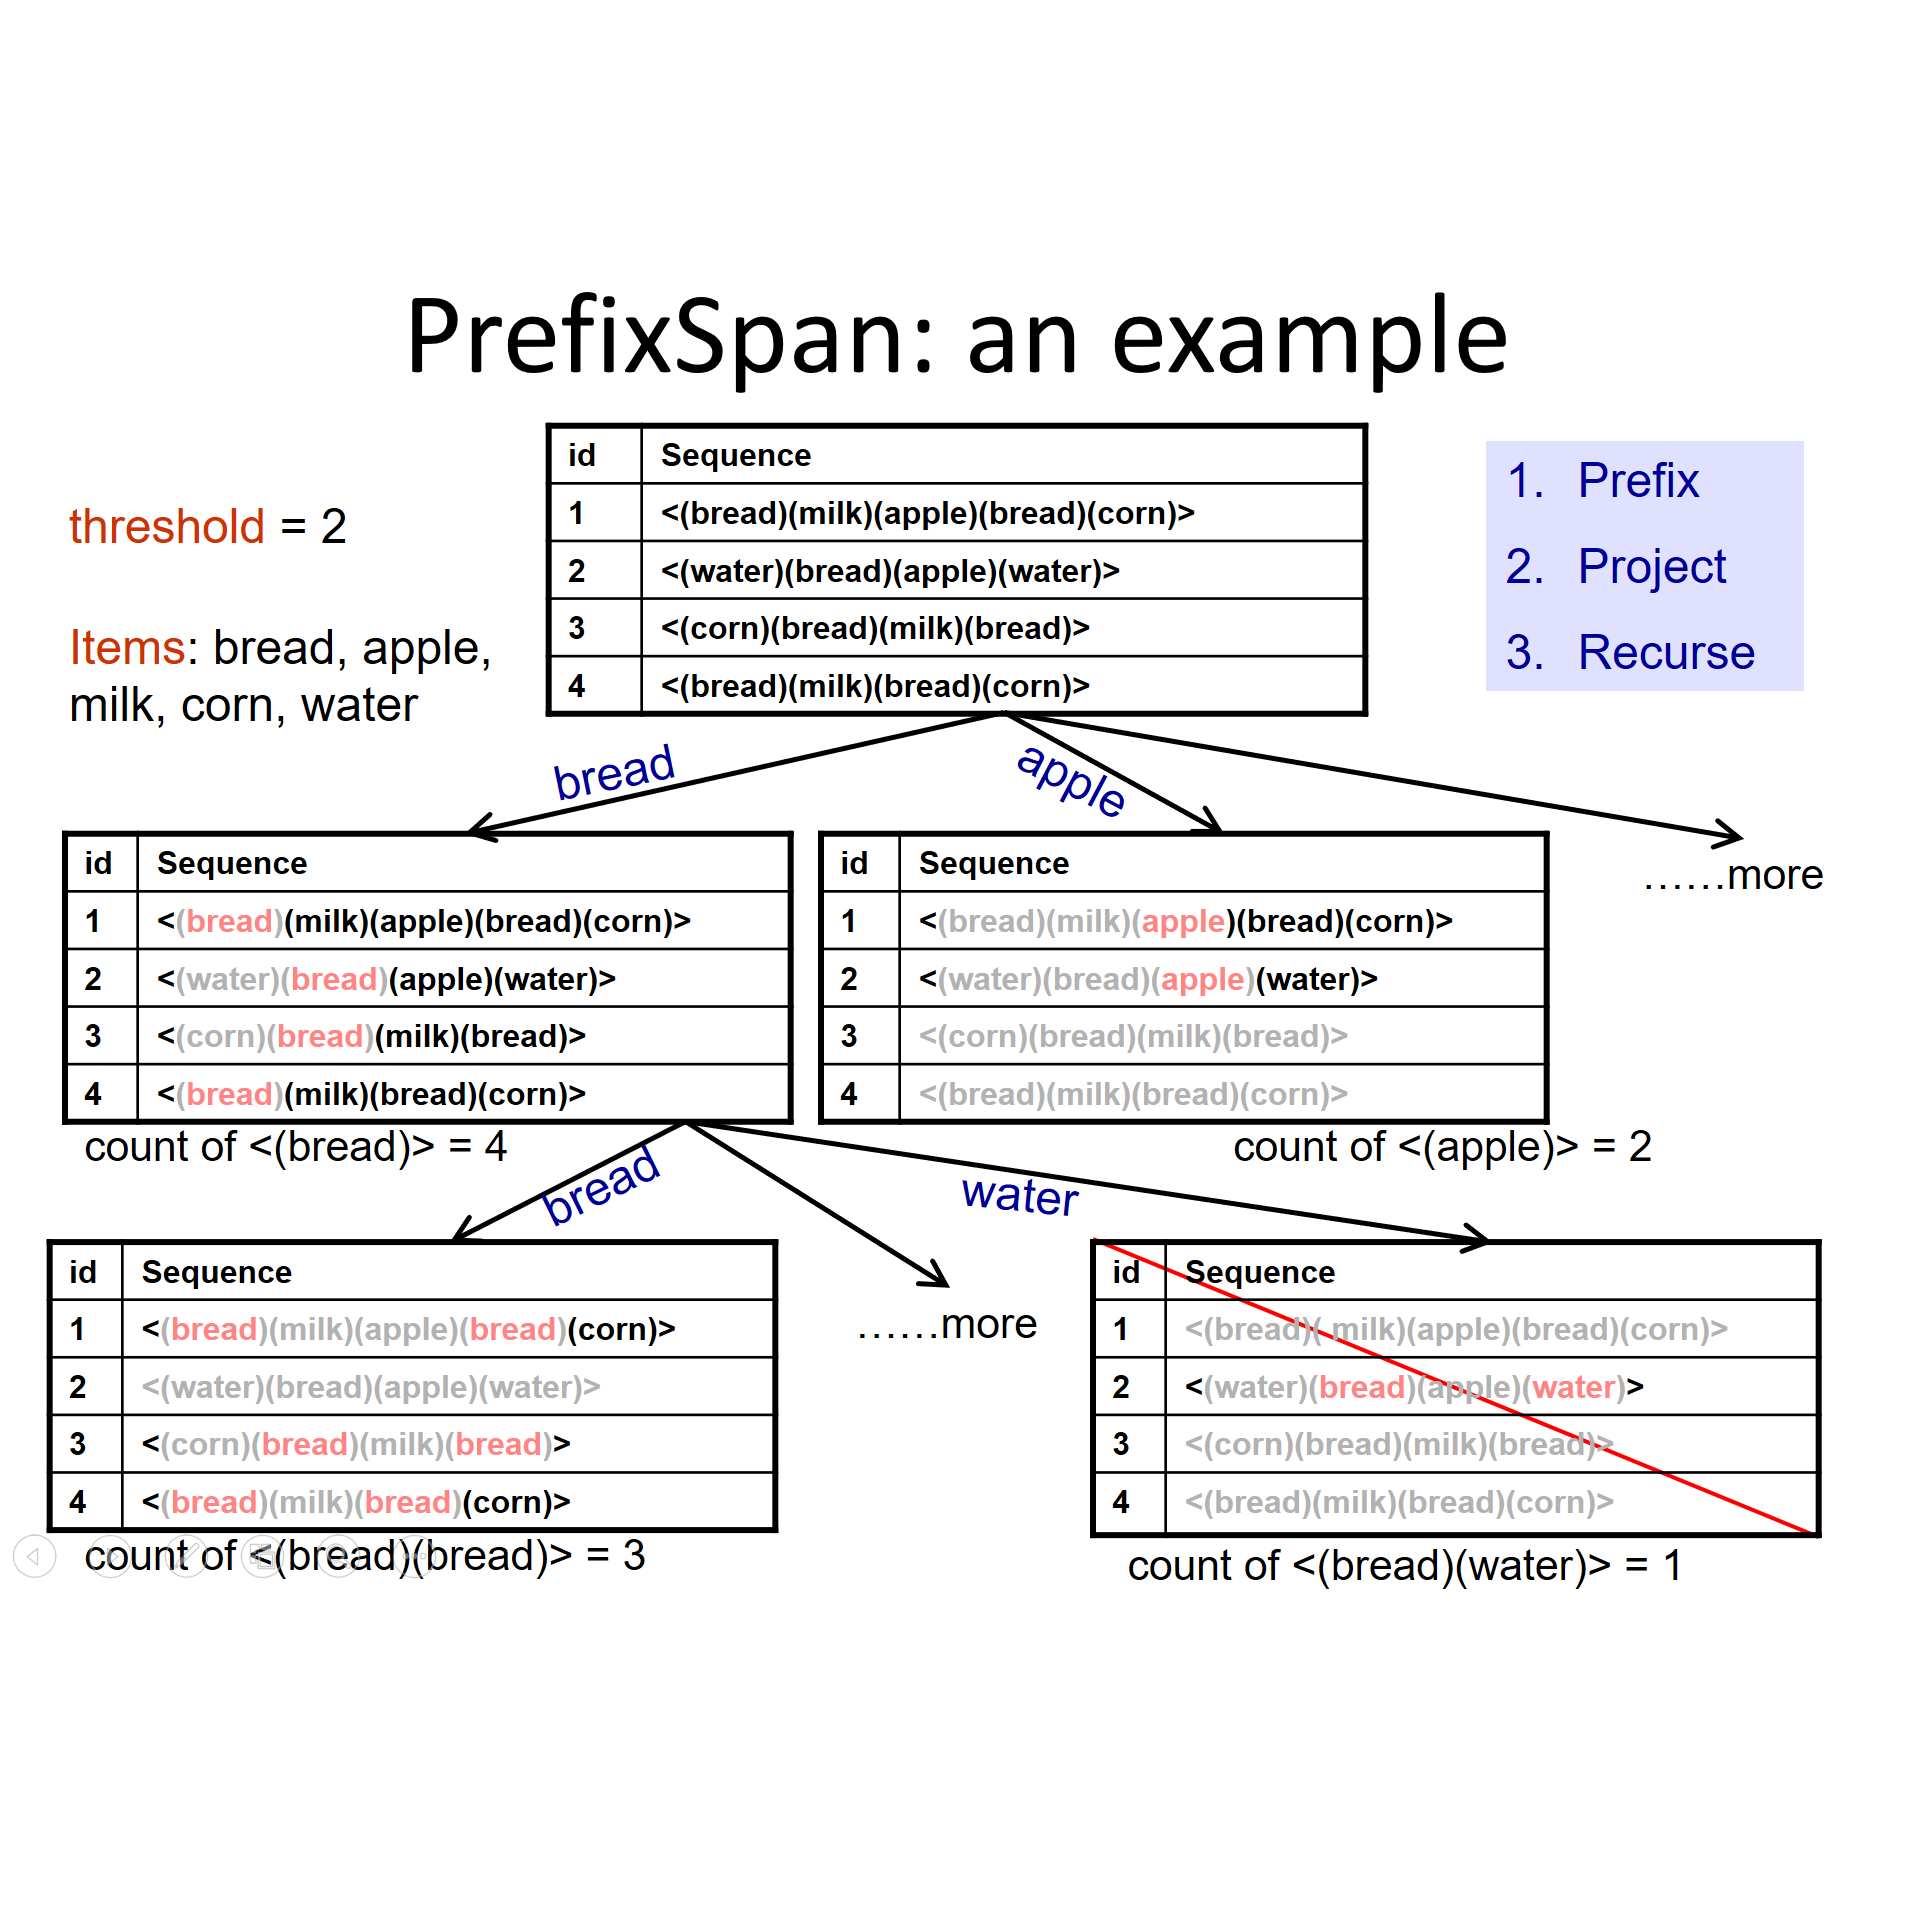 PrefixSpan: an example
threshold = 2
Items: bread, apple,
milk, corn, water
id Sequence
1 <(bread)(milk)(apple)(bread)(corn)>
2 <(water)(bread)(apple)(water)>
3 <(corn)(bread)(milk)(bread)>
4 <(bread)(milk)(bread)(corn)>
1. Prefix
2. Project
3. Recurse
bread
apple
......more
id Sequence
1 <(bread)(milk)(apple)(bread)(corn)>
2 <(water)(bread)(apple)(water)>
3 <(corn)(bread)(milk)(bread)>
4 <(bread)(milk)(bread)(corn)>
count of <(bread)> = 4
id Sequence
1 <(bread)(milk)(apple)(bread)(corn)>
2 <(water)(bread)(apple)(water)>
3 <(corn)(bread)(milk)(bread)>
4 <(bread)(milk)(bread)(corn)>
count of <(apple)> = 2
bread
water
......more
id Sequence
1 <(bread)(milk)(apple)(bread)(corn)>
2 <(water)(bread)(apple)(water)>
3 <(corn)(bread)(milk)(bread)>
4 <(bread)(milk)(bread)(corn)>
count of <(bread)(bread)> = 3
id Sequence
1 <(bread)( milk)(apple)(bread)(corn)>
2 <(water)(bread)(apple)(water)>
3 <(corn)(bread)(milk)(bread)>
4 <(bread)(milk)(bread)(corn)>
count of <(bread)(water)> = 1